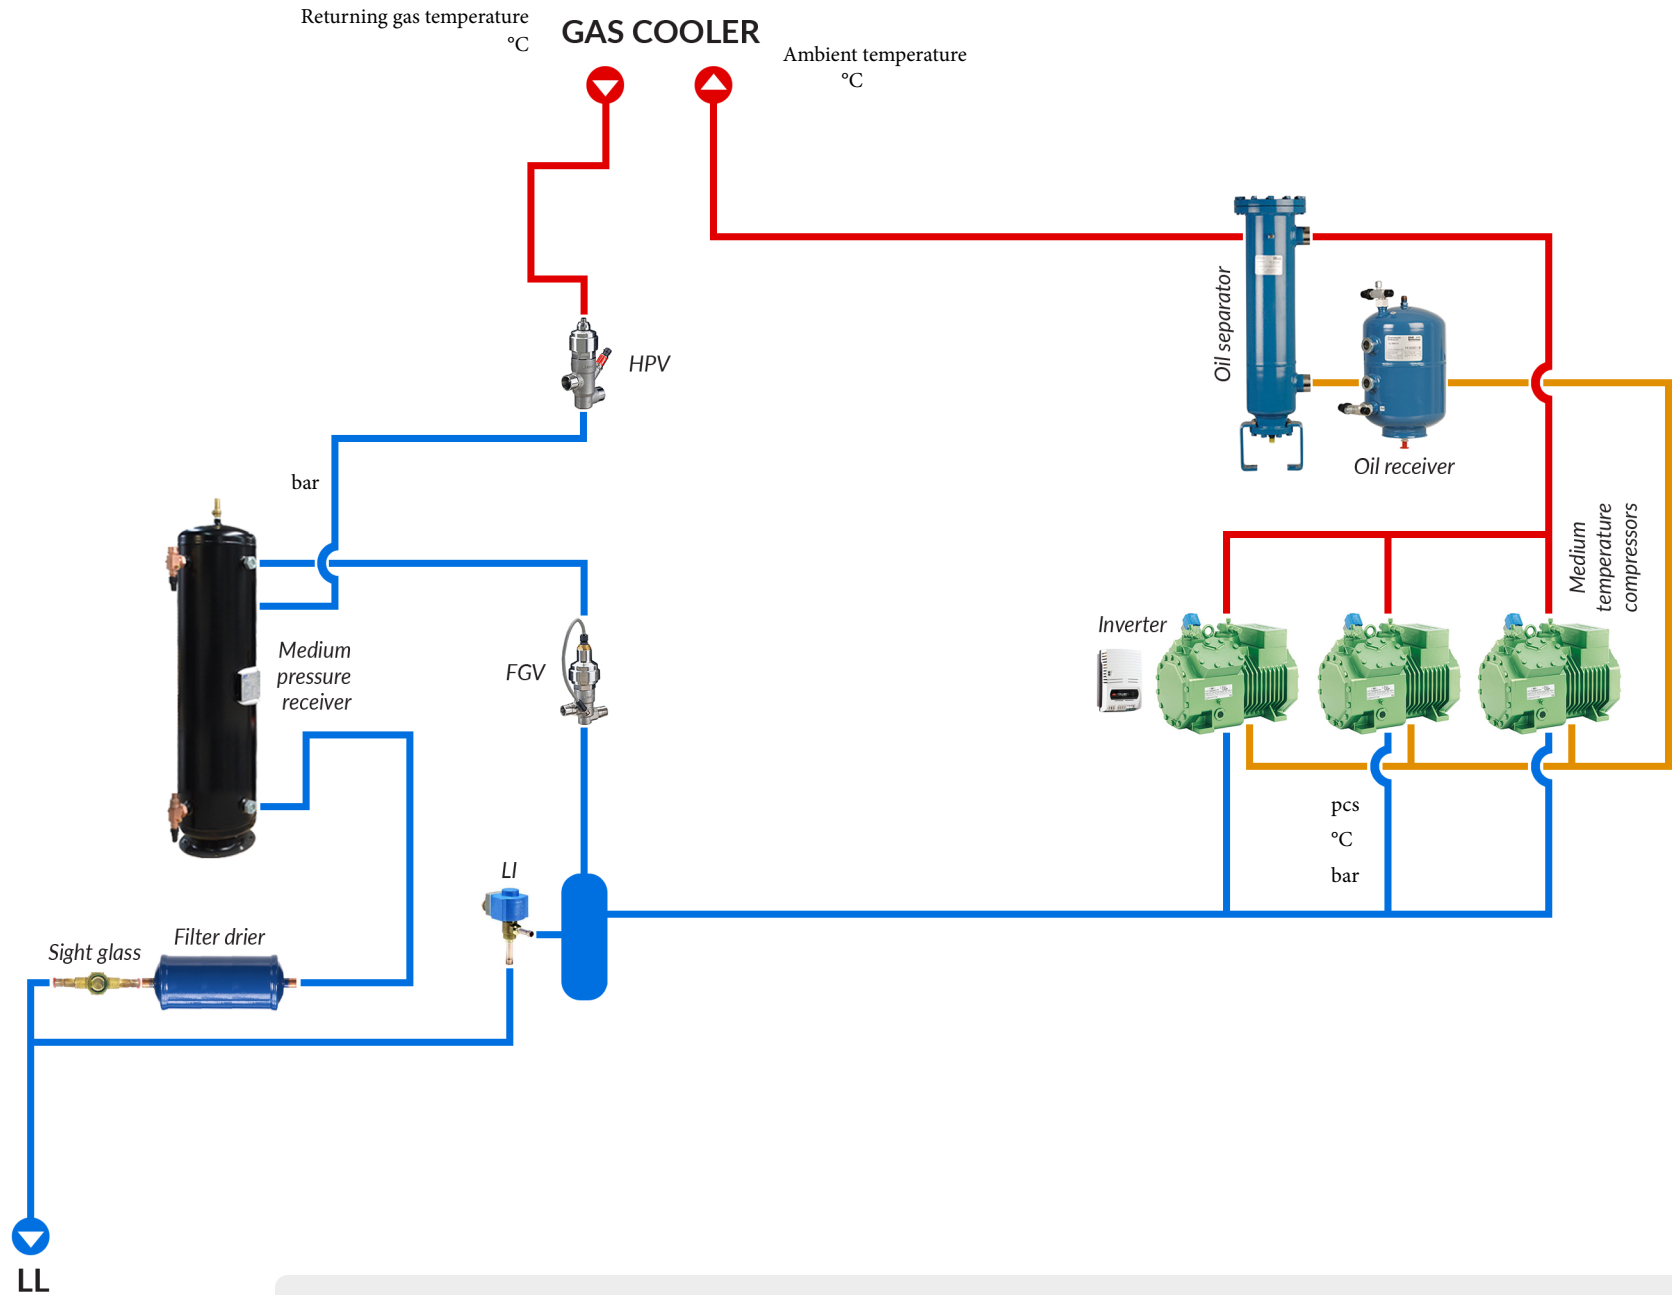 Returning gas temperature
°C
GAS COOLER
Ambient temperature
°C
HPV
Oil separator
Oil receiver
bar
Medium
temperature
compressors
Inverter
Medium
pressure
receiver
FGV
pcs
°C
bar
LI
Filter drier
Sight glass
LL